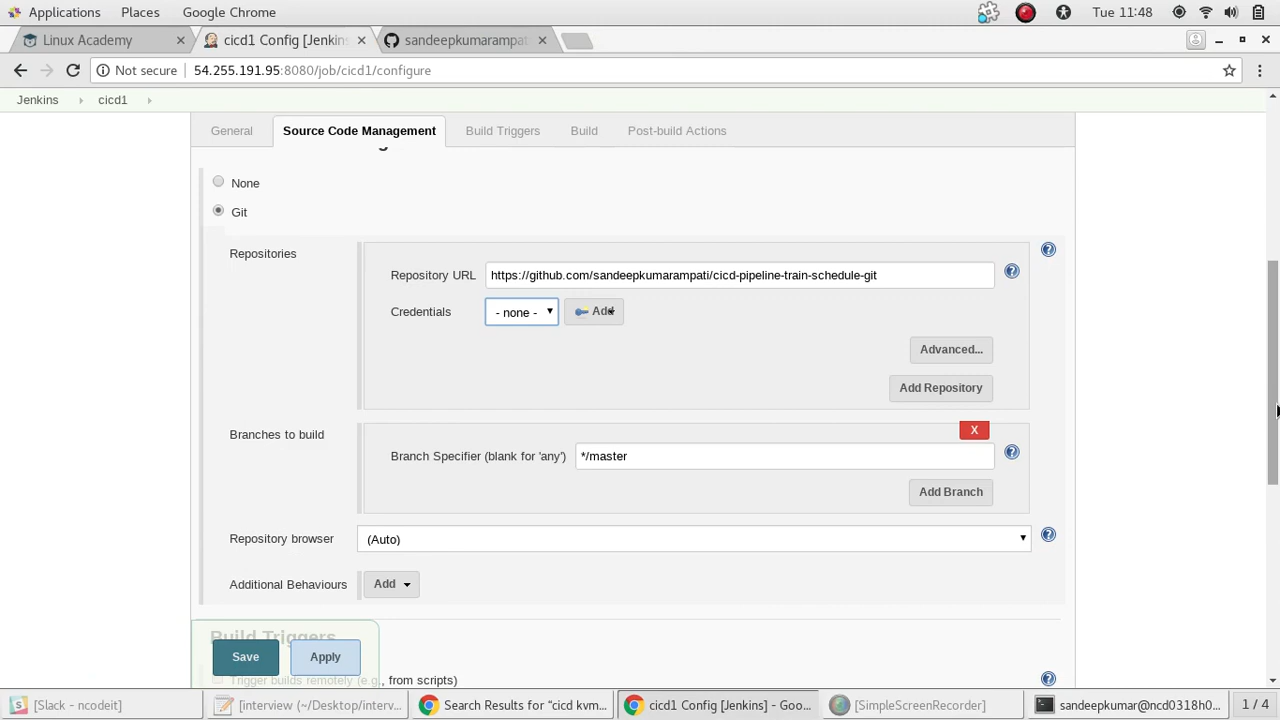 Applications Places Google Chrome Tue 11:48
Linux Academy cicd1 Config [Jenkins sandeepkumarampat
Not secure 54.255.191.95:8080/job/cicd1/configure
Jenkins cicd1
General Source Code Management Build Triggers Build Post-build Actions
None
Git
Repositories
Repository URL https://github.com/sandeepkumarampati/cicd-pipeline-train-schedule-git
Credentials - none - Add
Advanced...
Add Repository
Branches to build X
Branch Specifier (blank for 'any') */master
Add Branch
Repository browser (Auto)
Additional Behaviours Add
Build Triggers
Save Apply
Trigger builds remotely (e.g., from scripts)
[Slack - ncodeit] [interview (~/Desktop/interv... Search Results for "cicd kvm... cicd1 Config [Jenkins] - Goo... [SimpleScreenRecorder] sandeepkumar@ncd0318h0... 1 / 4